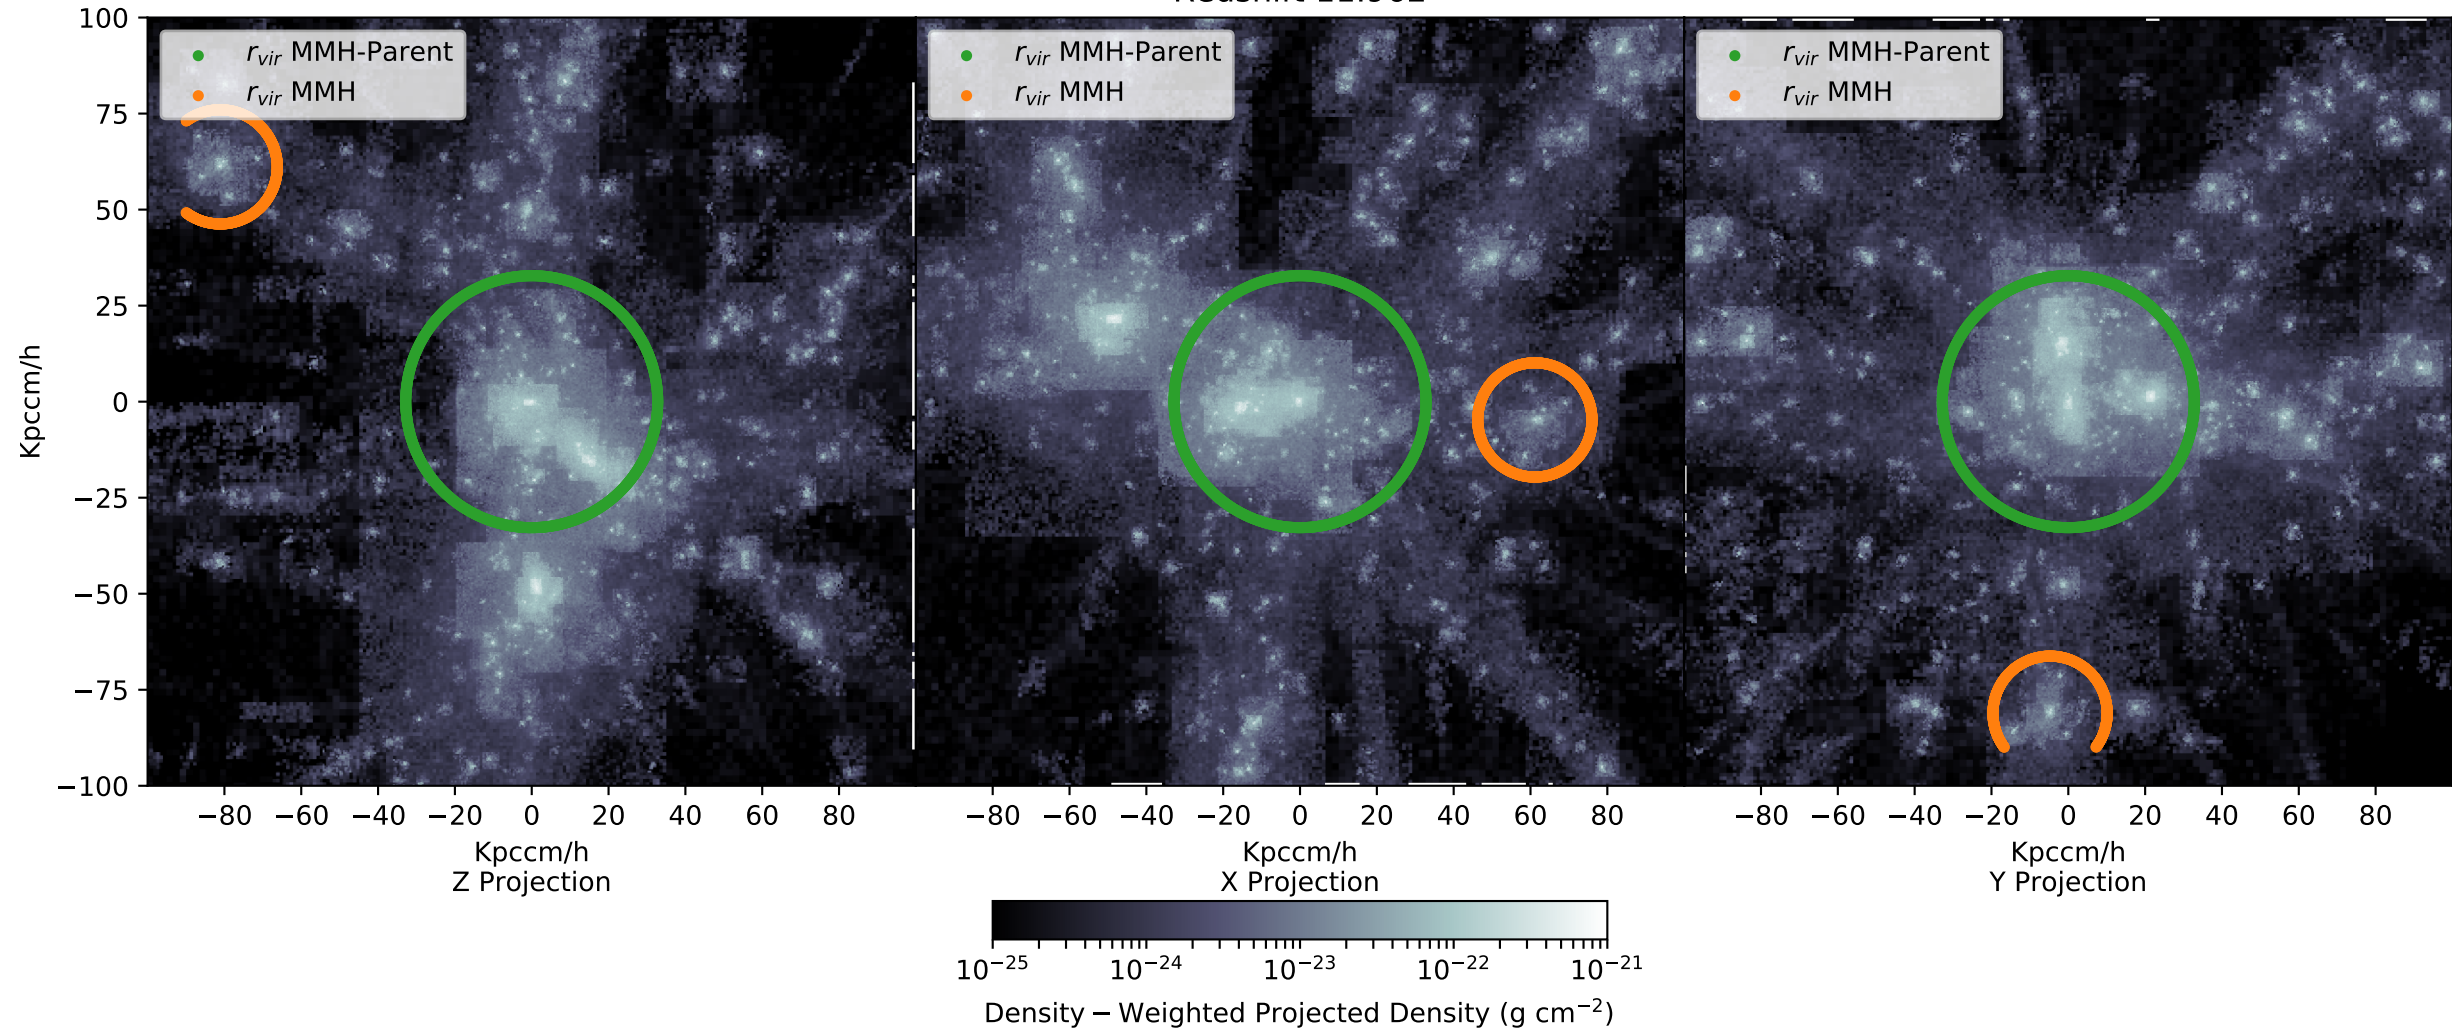 r_vir MMH-Parent
r_vir MMH
r_vir MMH-Parent
r_vir MMH
r_vir MMH-Parent
r_vir MMH
100
75
50
25
0
−25
−50
−75
−100
Kpccm/h
−80 −60 −40 −20 0 20 40 60 80
−80 −60 −40 −20 0 20 40 60 80
−80 −60 −40 −20 0 20 40 60 80
Kpccm/h
Z Projection
Kpccm/h
X Projection
Kpccm/h
Y Projection
10^−25 10^−24 10^−23 10^−22 10^−21
Density − Weighted Projected Density (g cm^−2)